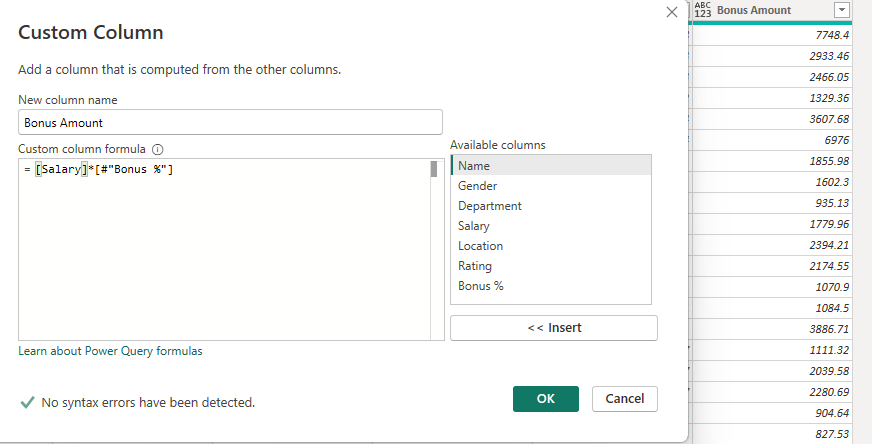 Custom Column
Add a column that is computed from the other columns.
New column name
Bonus Amount
Custom column formula
= [Salary]*[#"Bonus %"]
Available columns
Name
Gender
Department
Salary
Location
Rating
Bonus %
<< Insert
Learn about Power Query formulas
No syntax errors have been detected.
OK
Cancel
ABC
123
Bonus Amount
7748.4
2933.46
2466.05
1329.36
3607.68
6976
1855.98
1602.3
935.13
1779.96
2394.21
2174.55
1070.9
1084.5
3886.71
1111.32
2039.58
2280.69
904.64
827.53